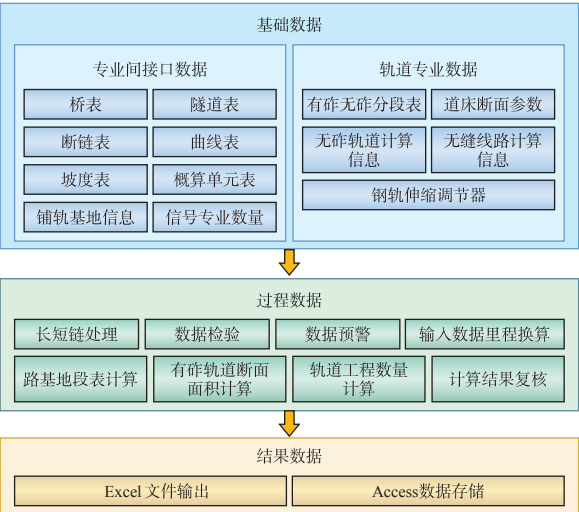 基础数据
专业间接口数据
桥表
隧道表
断链表
曲线表
坡度表
概算单元表
铺轨基地信息
信号专业数量
轨道专业数据
有砟无砟分段表
道床断面参数
无砟轨道计算
信息
无缝线路计算
信息
钢轨伸缩调节器
过程数据
长短链处理
数据检验
数据预警
输入数据里程换算
路基地段表计算
有砟轨道断面
面积计算
轨道工程数量
计算
计算结果复核
结果数据
Excel 文件输出
Access数据存储